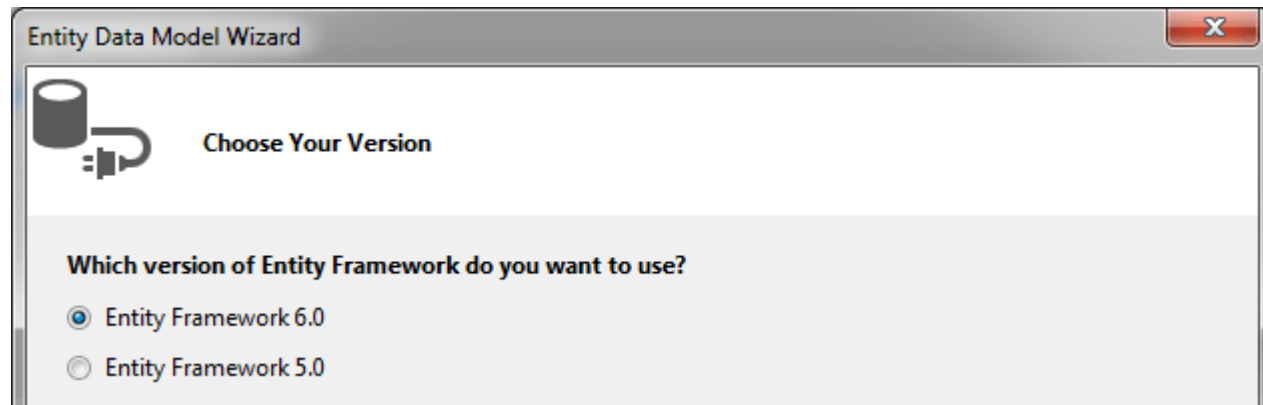 Entity Data Model Wizard
Choose Your Version
Which version of Entity Framework do you want to use?
Entity Framework 6.0
Entity Framework 5.0